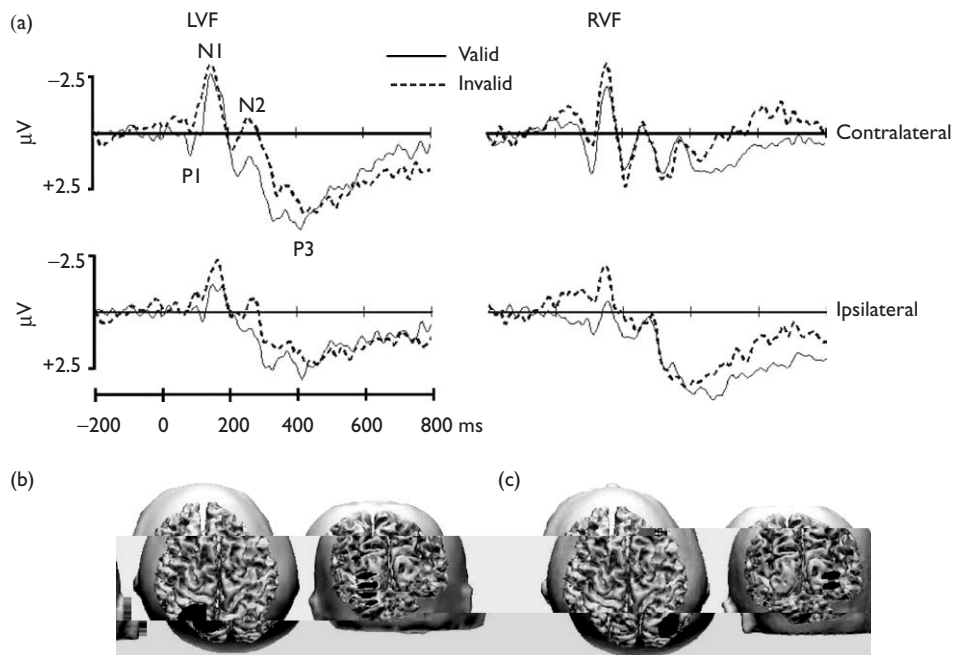 (a)
LVF
RVF
N1
Valid
Invalid
−2.5
N2
μV
Contralateral
+2.5
P1
P3
−2.5
μV
Ipsilateral
+2.5
−200 0 200 400 600 800 ms
(b)
(c)